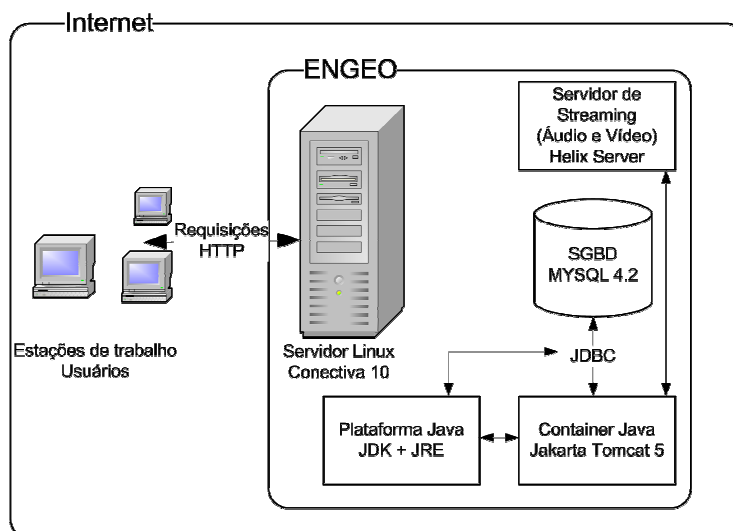 Internet
ENGEO
Servidor de
Streaming
(Áudio e Vídeo)
Helix Server
Requisições
HTTP
SGBD
MYSQL 4.2
Estações de trabalho
Usuários
Servidor Linux
Conectiva 10
JDBC
Plataforma Java
JDK + JRE
Container Java
Jakarta Tomcat 5